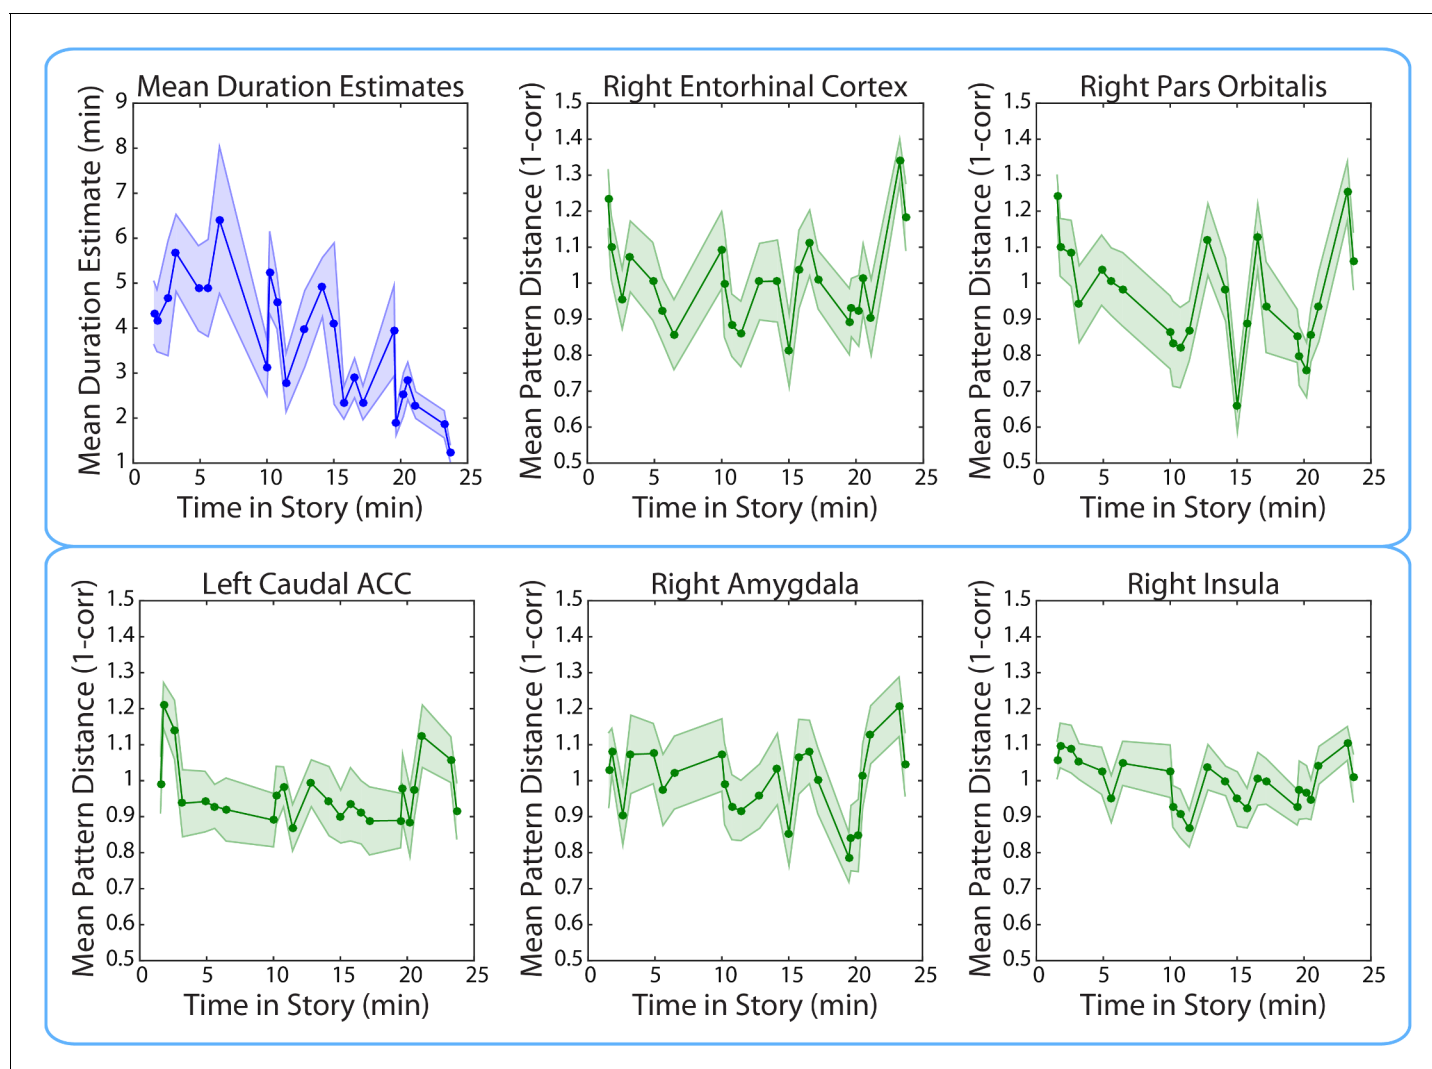 Mean Duration Estimates
Mean Duration Estimate (min)
9
8
7
6
5
4
3
2
1
0 5 10 15 20 25
Time in Story (min)
Right Entorhinal Cortex
Mean Pattern Distance (1-corr)
1.5
1.4
1.3
1.2
1.1
1
0.9
0.8
0.7
0.6
0.5
0 5 10 15 20 25
Time in Story (min)
Right Pars Orbitalis
Mean Pattern Distance (1-corr)
1.5
1.4
1.3
1.2
1.1
1
0.9
0.8
0.7
0.6
0.5
0 5 10 15 20 25
Time in Story (min)
Left Caudal ACC
Mean Pattern Distance (1-corr)
1.5
1.4
1.3
1.2
1.1
1
0.9
0.8
0.7
0.6
0.5
0 5 10 15 20 25
Time in Story (min)
Right Amygdala
Mean Pattern Distance (1-corr)
1.5
1.4
1.3
1.2
1.1
1
0.9
0.8
0.7
0.6
0.5
0 5 10 15 20 25
Time in Story (min)
Right Insula
Mean Pattern Distance (1-corr)
1.5
1.4
1.3
1.2
1.1
1
0.9
0.8
0.7
0.6
0.5
0 5 10 15 20 25
Time in Story (min)